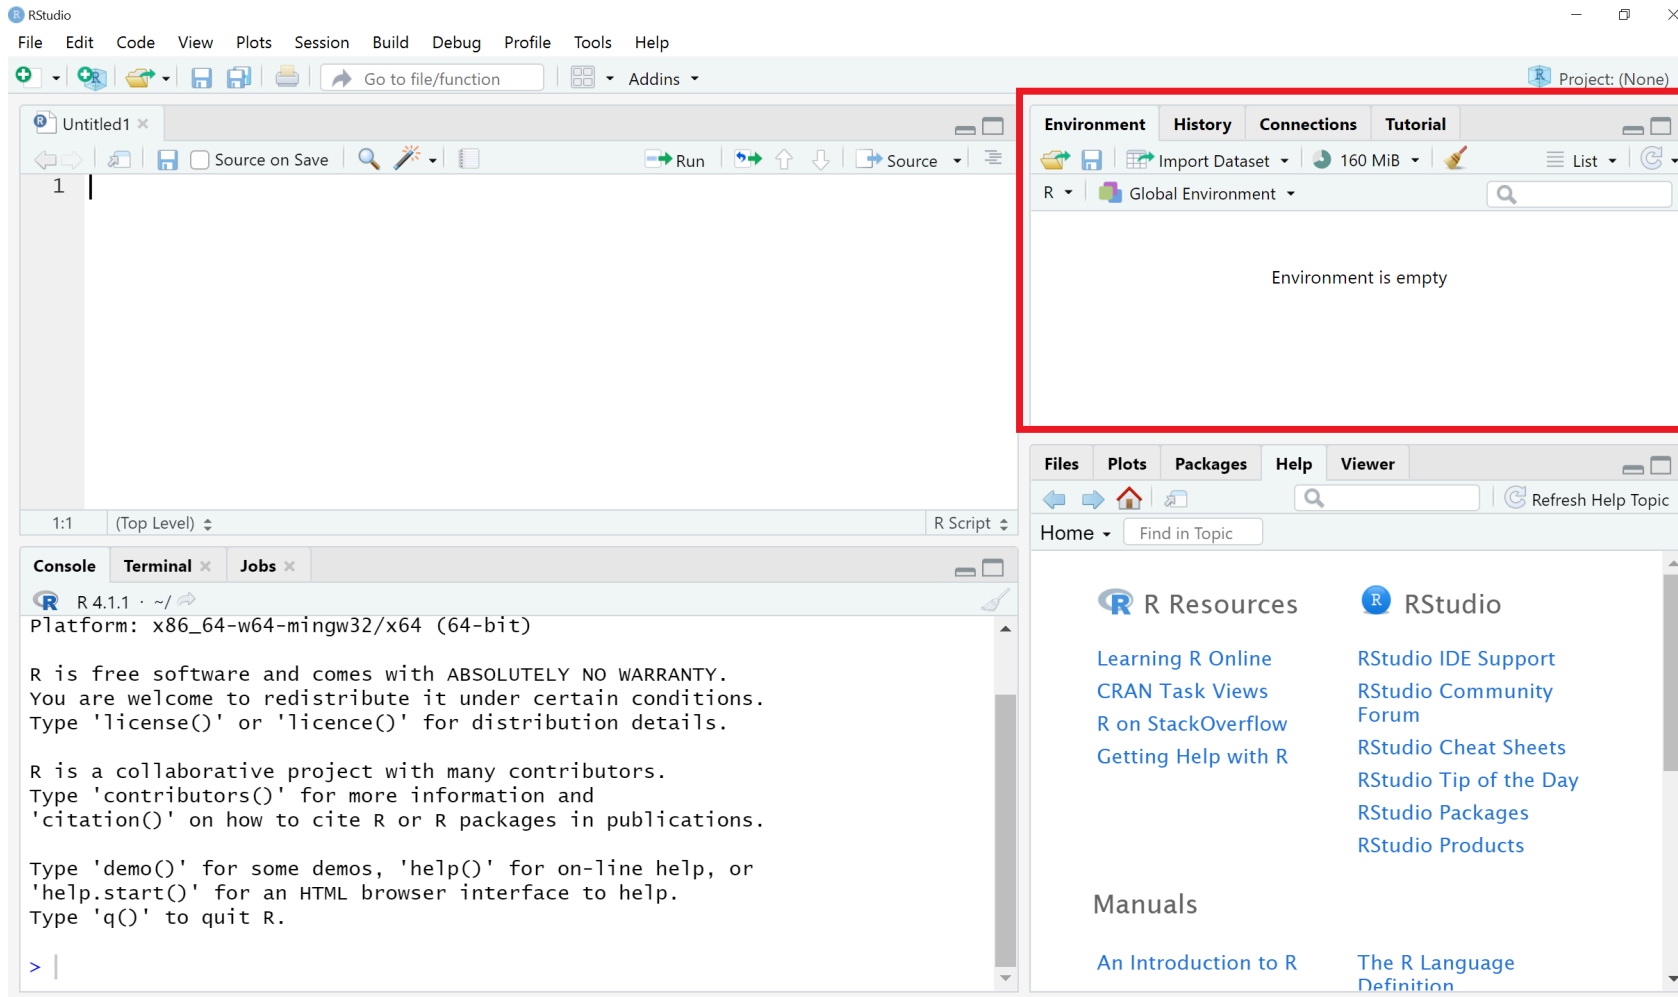 RStudio
File Edit Code View Plots Session Build Debug Profile Tools Help
Go to file/function Addins Project: (None)
Untitled1
Source on Save Run Source
1
1:1 (Top Level) R Script
Console Terminal Jobs
R 4.1.1 · ~/
Platform: x86_64-w64-mingw32/x64 (64-bit)
R is free software and comes with ABSOLUTELY NO WARRANTY.
You are welcome to redistribute it under certain conditions.
Type 'license()' or 'licence()' for distribution details.
R is a collaborative project with many contributors.
Type 'contributors()' for more information and
'citation()' on how to cite R or R packages in publications.
Type 'demo()' for some demos, 'help()' for on-line help, or
'help.start()' for an HTML browser interface to help.
Type 'q()' to quit R.
>
Environment History Connections Tutorial
Import Dataset 160 MiB List
R Global Environment
Environment is empty
Files Plots Packages Help Viewer
Refresh Help Topic
Home Find in Topic
R Resources
Learning R Online
CRAN Task Views
R on StackOverflow
Getting Help with R
RStudio
RStudio IDE Support
RStudio Community
Forum
RStudio Cheat Sheets
RStudio Tip of the Day
RStudio Packages
RStudio Products
Manuals
An Introduction to R
The R Language
Definition